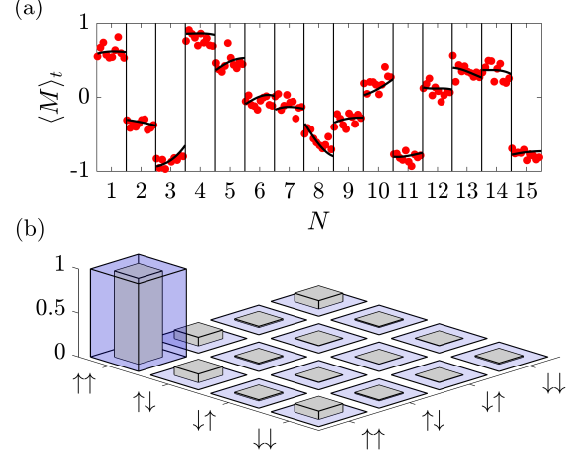 (a)
⟨M⟩t
1
0
-1
1 2 3 4 5 6 7 8 9 10 11 12 13 14 15
N
(b)
1
0.5
0
↑↑ ↑↓ ↓↑ ↓↓
↑↑ ↑↓ ↓↑ ↓↓